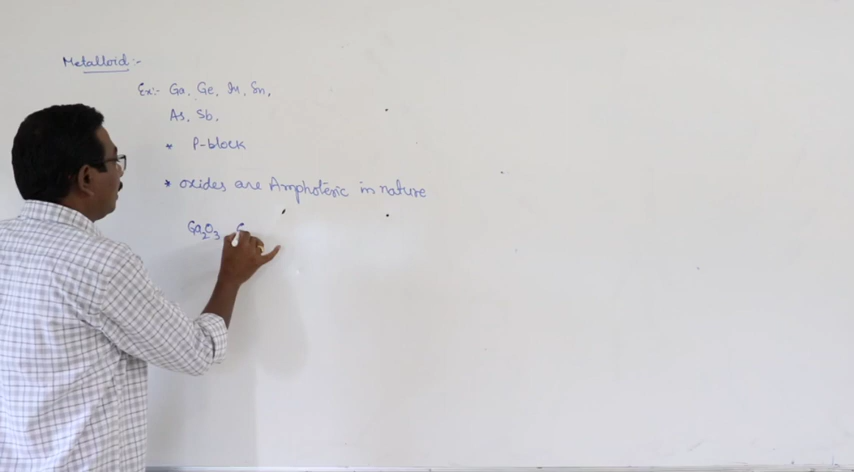 Metalloid :-
Ex:- Ga, Ge, In, Sn,
As, Sb,
* P-block
* oxides are Amphoteric in nature
Ga₂O₃